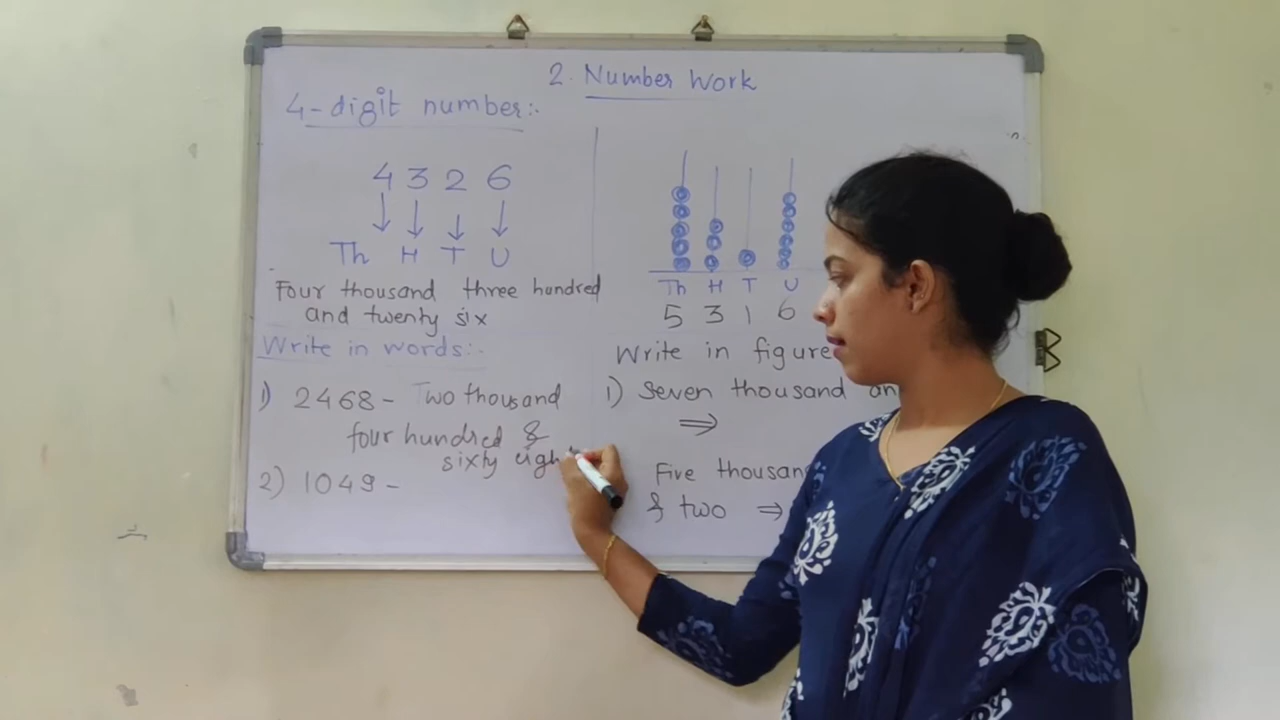 2. Number Work
4-digit number:-
4 3 2 6
Th H T U
Four thousand three hundred
and twenty six
Write in words:-
1) 2468 - Two thousand
four hundred &
sixty eigh
2) 1049 -
Th H T U
5 3 1 6
Write in figure
1) Seven thousand an
⇒
Five thousan
& two ⇒